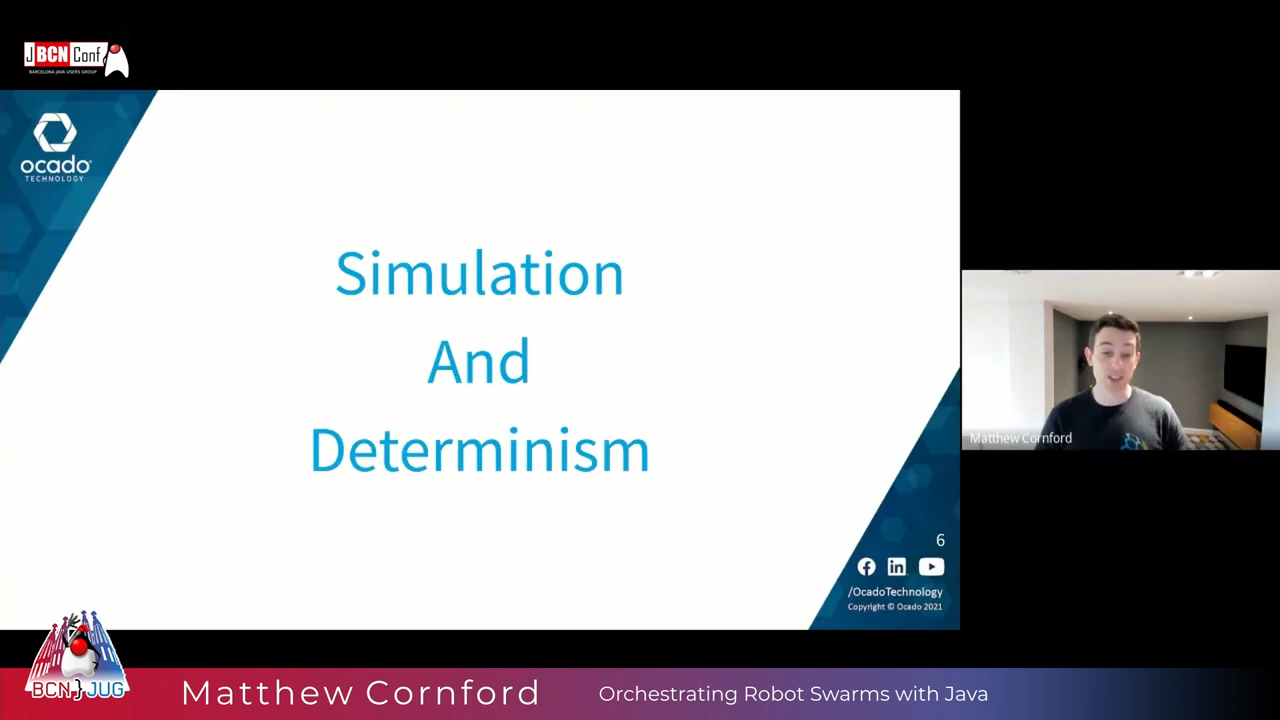 J BCN Conf
BARCELONA JAVA USERS GROUP
ocado
TECHNOLOGY
Simulation
And
Determinism
6
/OcadoTechnology
Copyright © Ocado 2021
Matthew Cornford
BCN JUG
Matthew Cornford
Orchestrating Robot Swarms with Java